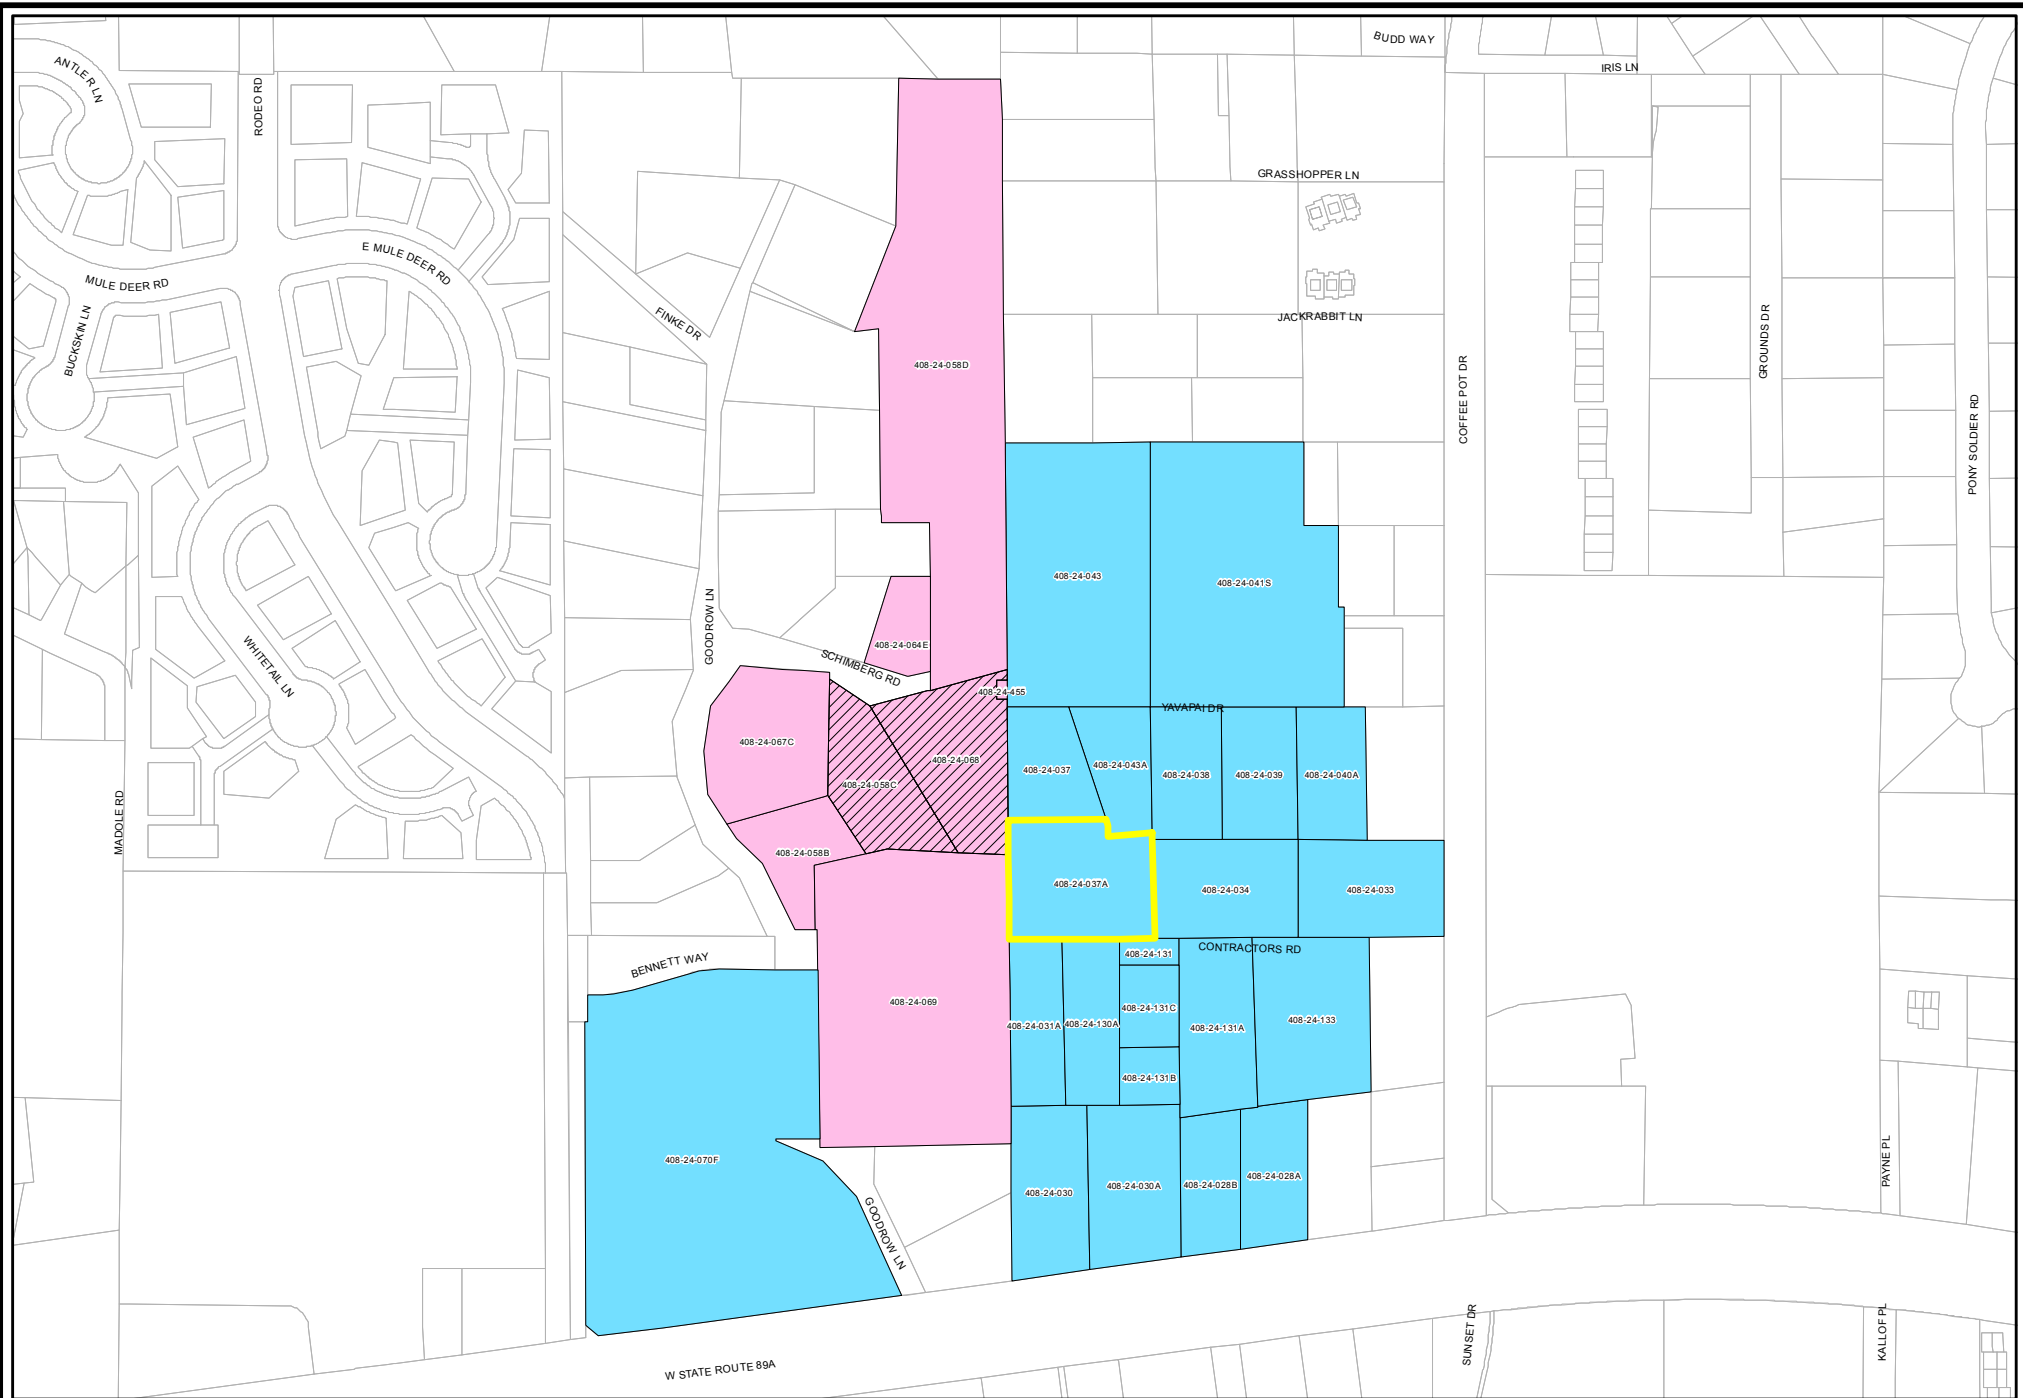 BUDD WAY
IRIS LN
ANTLER LN
RODEO RD
GRASSHOPPER LN
E MULE DEER RD
MULE DEER RD
BUCKSKIN LN
FINKE DR
JACKRABBIT LN
GROUNDS DR
COFFEE POT DR
PONY SOLDIER RD
408-24-058D
408-24-043
408-24-041S
GOODROW LN
408-24-064E
WHITETAIL LN
SCHIMBERG RD
408-24-455
YAVAPAI DR
408-24-067C
408-24-068
408-24-058C
408-24-037
408-24-043A
408-24-038
408-24-039
408-24-040A
MADOLE RD
408-24-058B
408-24-037A
408-24-034
408-24-033
CONTRACTORS RD
408-24-131
BENNETT WAY
408-24-069
408-24-131C
408-24-031A
408-24-130A
408-24-131A
408-24-133
408-24-131B
408-24-070F
PAYNE PL
408-24-030
408-24-030A
408-24-028B
408-24-028A
GOODROW LN
SUNSET DR
KALLOF PL
W STATE ROUTE 89A